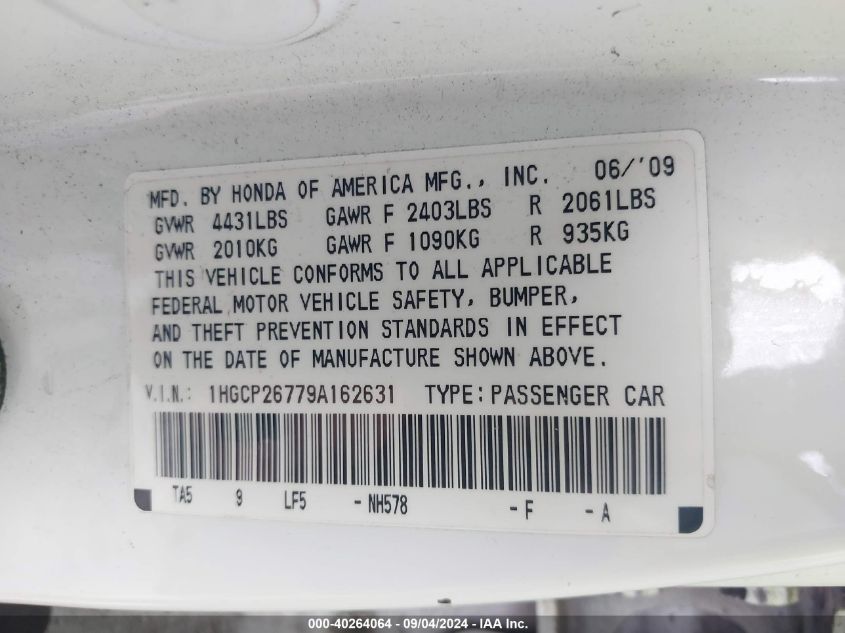 MFD. BY HONDA OF AMERICA MFG., INC. 06/'09
GVWR 4431LBS GAWR F 2403LBS R 2061LBS
GVWR 2010KG GAWR F 1090KG R 935KG
THIS VEHICLE CONFORMS TO ALL APPLICABLE
FEDERAL MOTOR VEHICLE SAFETY, BUMPER,
AND THEFT PREVENTION STANDARDS IN EFFECT
ON THE DATE OF MANUFACTURE SHOWN ABOVE.
V.I.N.: 1HGCP26779A162631 TYPE: PASSENGER CAR
TA5 9 LF5 -NH578 -F -A
000-40264064 - 09/04/2024 - IAA Inc.